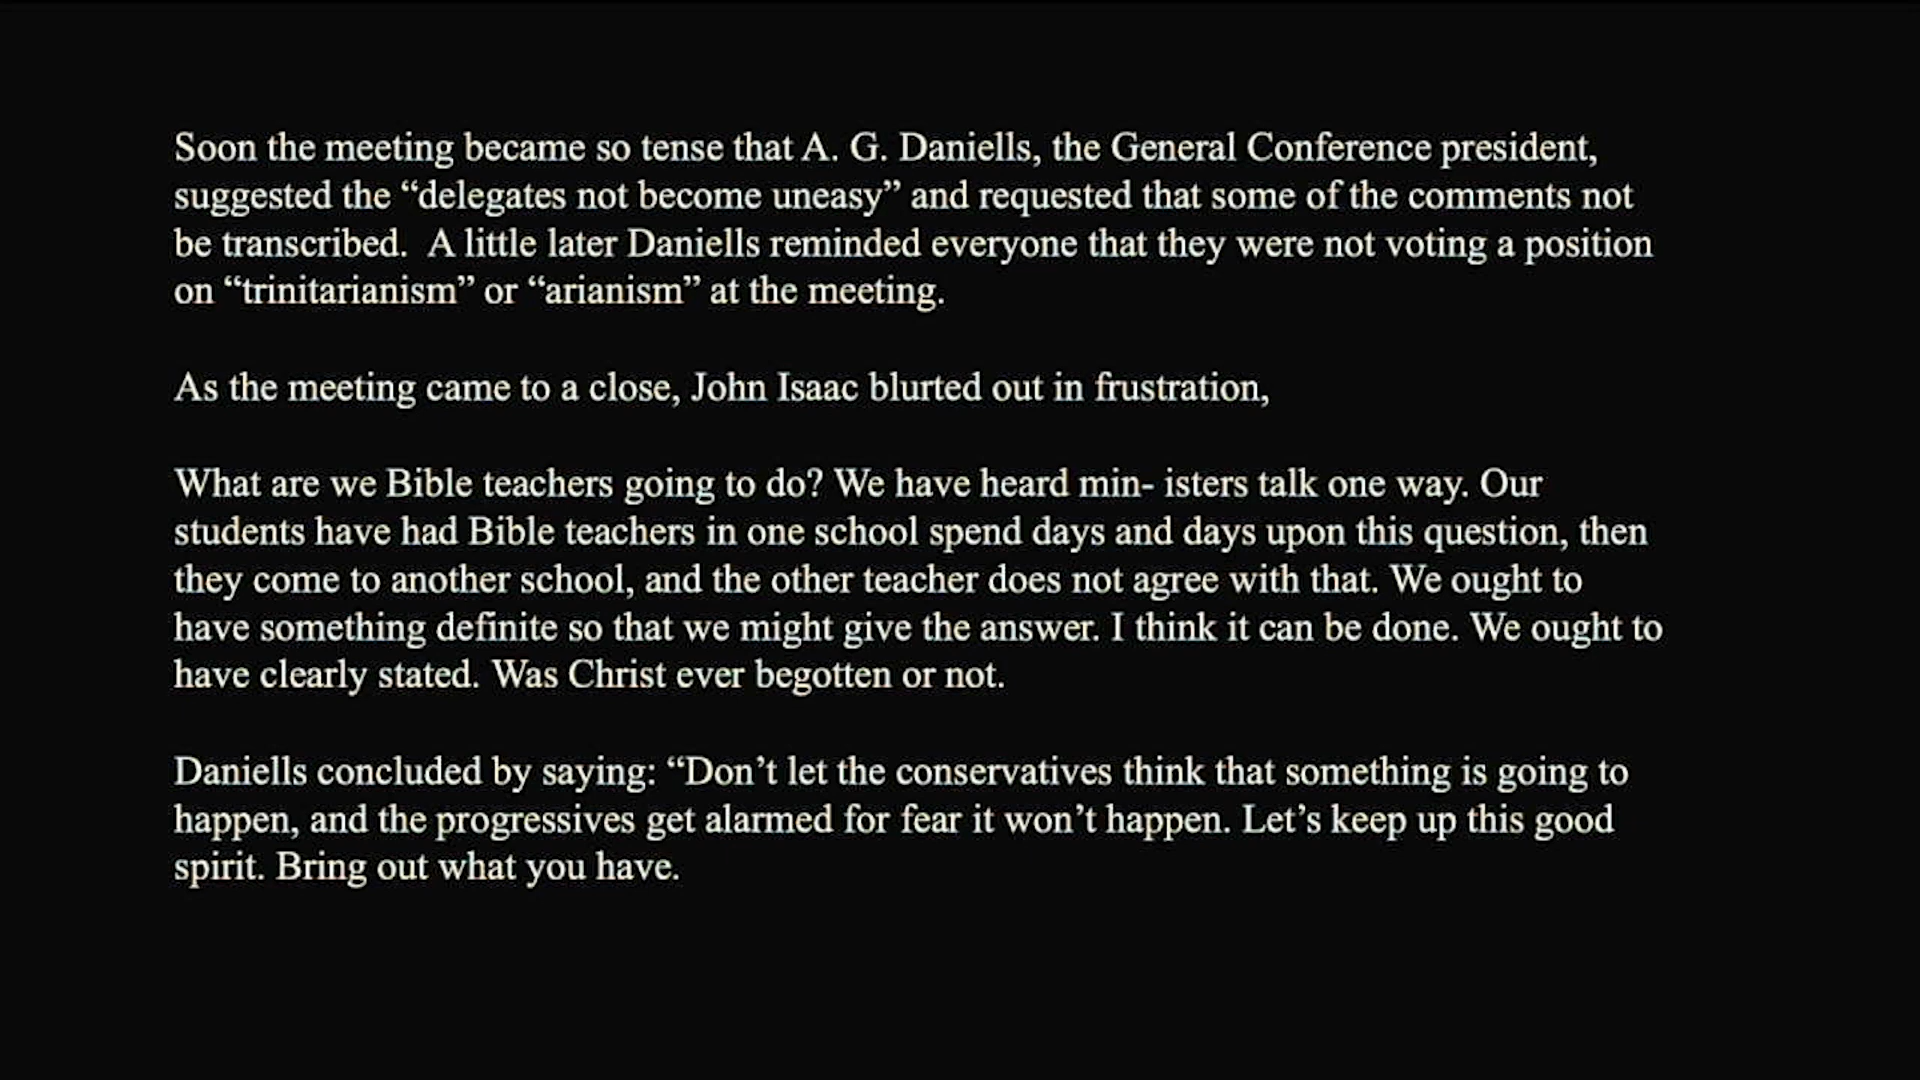 Soon the meeting became so tense that A. G. Daniells, the General Conference president,
suggested the “delegates not become uneasy” and requested that some of the comments not
be transcribed.  A little later Daniells reminded everyone that they were not voting a position
on “trinitarianism” or “arianism” at the meeting.
As the meeting came to a close, John Isaac blurted out in frustration,
What are we Bible teachers going to do? We have heard min- isters talk one way. Our
students have had Bible teachers in one school spend days and days upon this question, then
they come to another school, and the other teacher does not agree with that. We ought to
have something definite so that we might give the answer. I think it can be done. We ought to
have clearly stated. Was Christ ever begotten or not.
Daniells concluded by saying: “Don’t let the conservatives think that something is going to
happen, and the progressives get alarmed for fear it won’t happen. Let’s keep up this good
spirit. Bring out what you have.